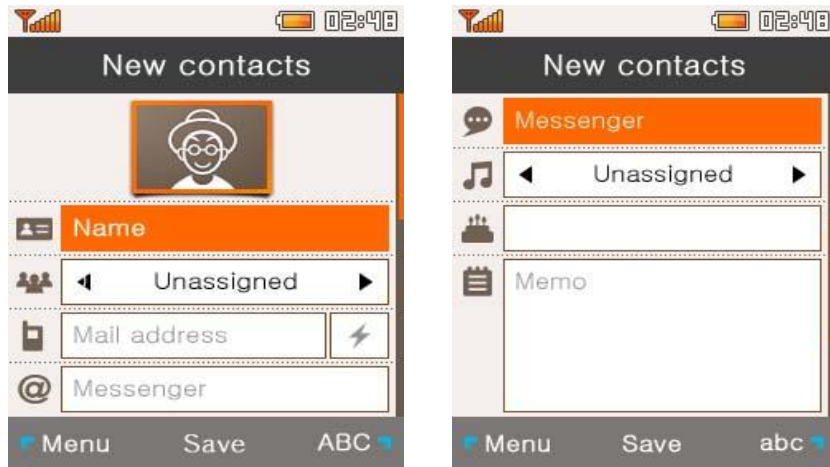 02:48
New contacts
Name
Unassigned
Mail address
Messenger
Menu Save ABC
02:48
New contacts
Messenger
Unassigned
Memo
Menu Save abc